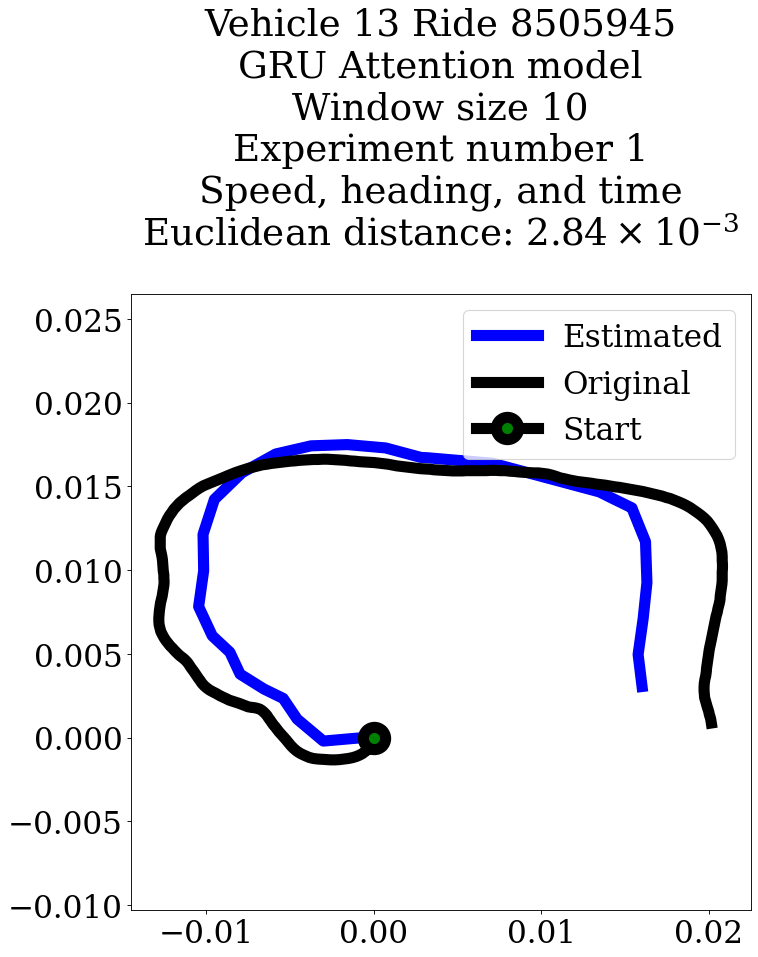 Vehicle 13 Ride 8505945
GRU Attention model
Window size 10
Experiment number 1
Speed, heading, and time
Euclidean distance: 2.84 × 10⁻³
Estimated
Original
Start
0.025
0.020
0.015
0.010
0.005
0.000
−0.005
−0.010
−0.01 0.00 0.01 0.02